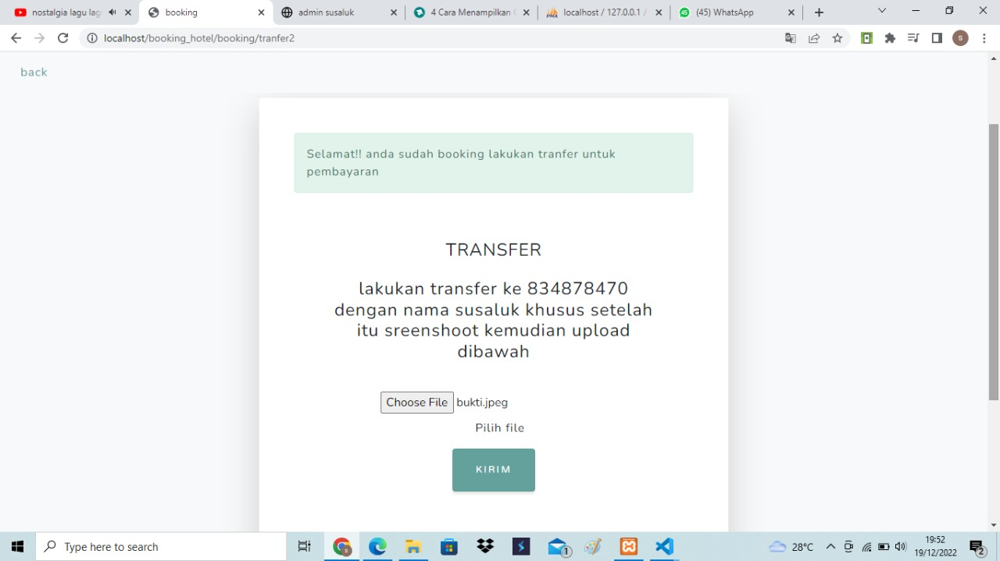 nostalgia lagu lag
booking
admin susaluk
4 Cara Menampilkan
localhost / 127.0.0.1 /
(45) WhatsApp
localhost/booking_hotel/booking/tranfer2
back
Selamat!! anda sudah booking lakukan tranfer untuk
pembayaran
TRANSFER
lakukan transfer ke 834878470
dengan nama susaluk khusus setelah
itu sreenshoot kemudian upload
dibawah
Choose File bukti.jpeg
Pilih file
KIRIM
Type here to search
1
28°C
19:52
19/12/2022
2